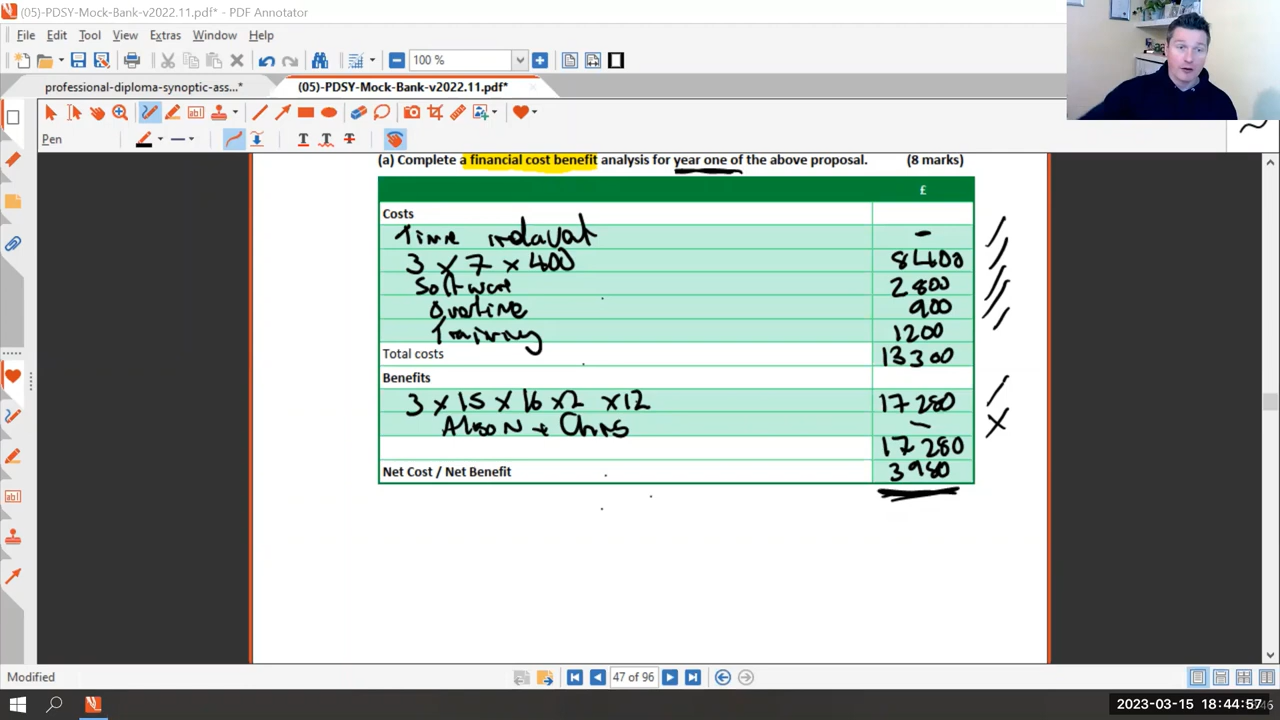 (05)-PDSY-Mock-Bank-v2022.11.pdf* - PDF Annotator
File Edit Tool View Extras Window Help
100 %
professional-diploma-synoptic-ass...* (05)-PDSY-Mock-Bank-v2022.11.pdf*
Pen
(a) Complete a financial cost benefit analysis for year one of the above proposal. (8 marks)
£
Costs
Time -
3 x 7 x 400 8400
Software 2800
Overtime 900
Training 1200
Total costs 13300
Benefits
3 x 15 x 16 x 2 x 12 17280
Alison + Chris -
17280
Net Cost / Net Benefit 3980
Modified
47 of 96
2023-03-15 18:44:57